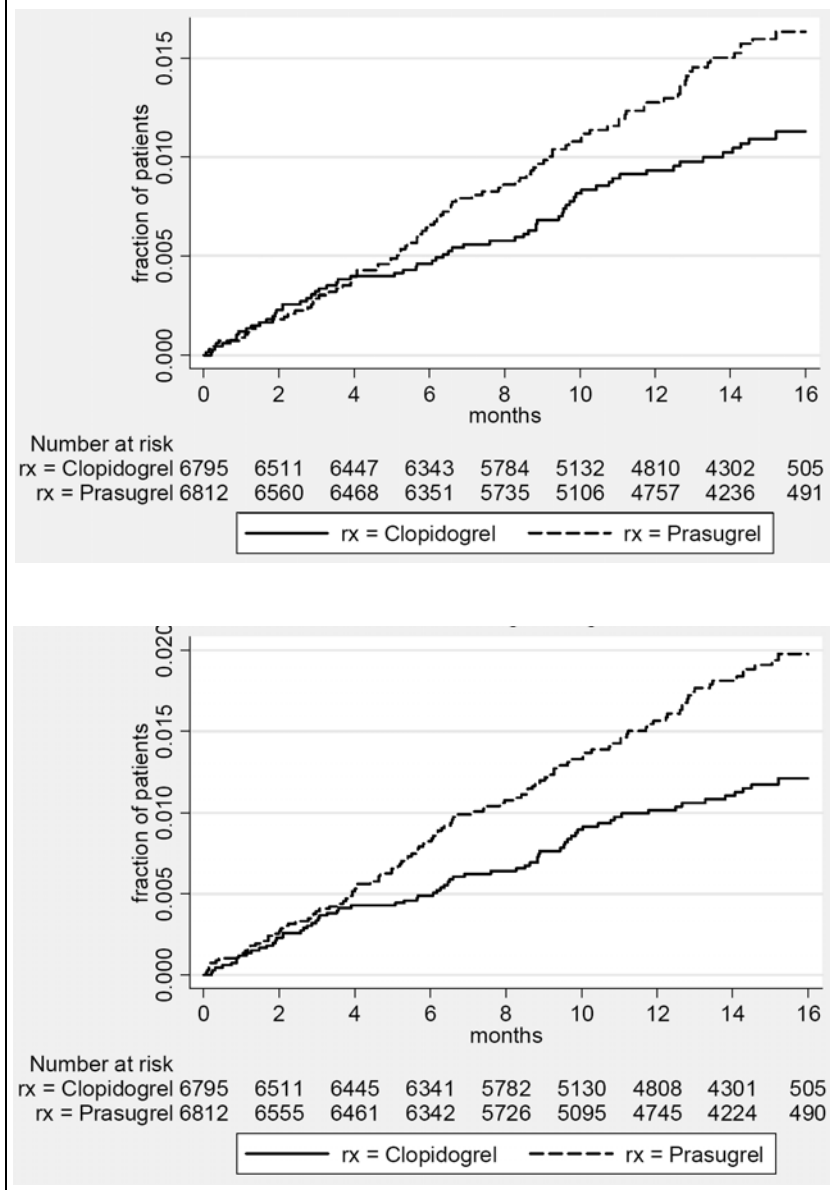 0.015
0.010
0.005
0.000
fraction of patients
0 2 4 6 8 10 12 14 16
months
Number at risk
rx = Clopidogrel 6795 6511 6447 6343 5784 5132 4810 4302 505
rx = Prasugrel 6812 6560 6468 6351 5735 5106 4757 4236 491
rx = Clopidogrel rx = Prasugrel
0.020
0.015
0.010
0.005
0.000
fraction of patients
0 2 4 6 8 10 12 14 16
months
Number at risk
rx = Clopidogrel 6795 6511 6445 6341 5782 5130 4808 4301 505
rx = Prasugrel 6812 6555 6461 6342 5726 5095 4745 4224 490
rx = Clopidogrel rx = Prasugrel